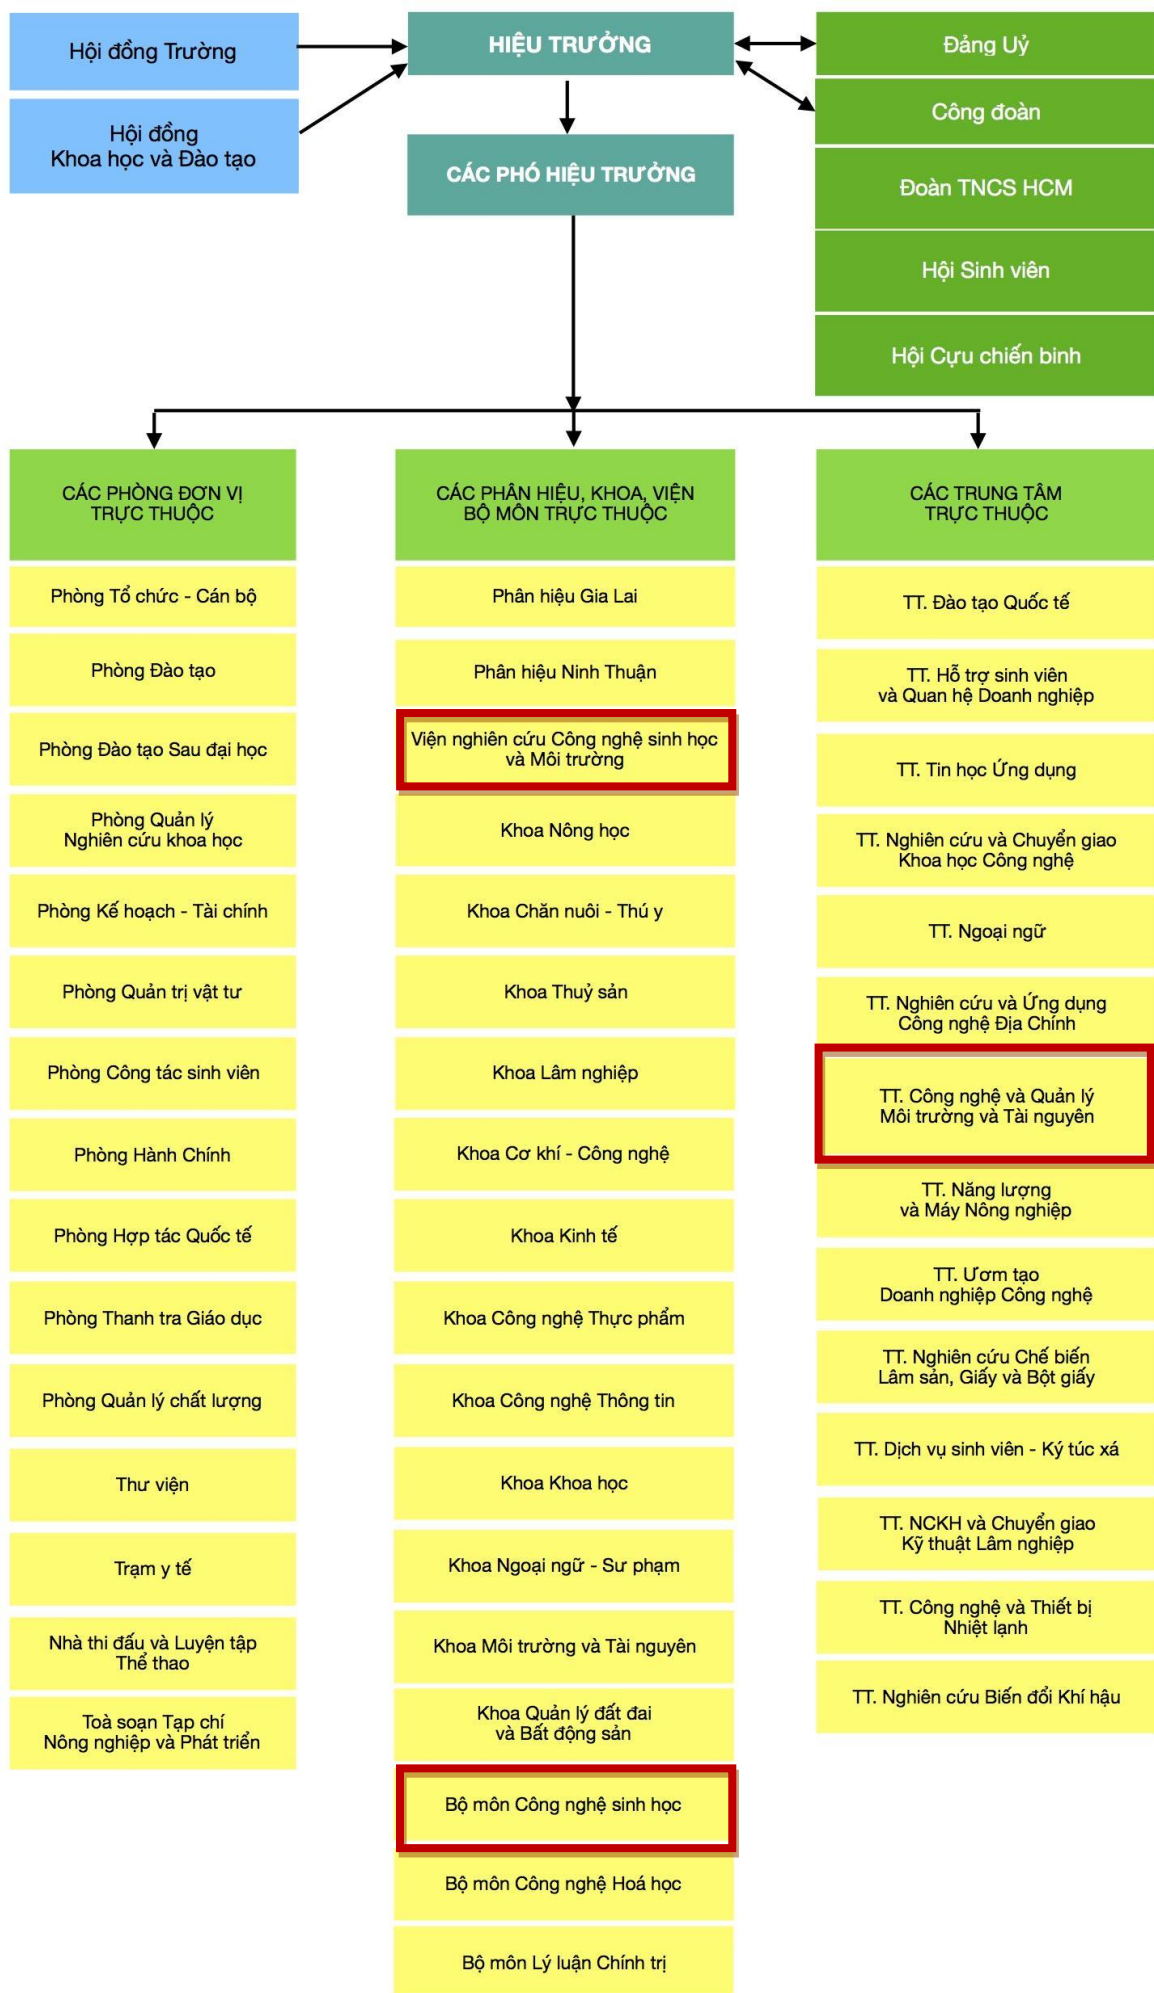 Hội đồng Trường
Hội đồng
Khoa học và Đào tạo
HIỆU TRƯỞNG
CÁC PHÓ HIỆU TRƯỞNG
Đảng Uỷ
Công đoàn
Đoàn TNCS HCM
Hội Sinh viên
Hội Cựu chiến binh
CÁC PHÒNG ĐƠN VỊ
TRỰC THUỘC
Phòng Tổ chức - Cán bộ
Phòng Đào tạo
Phòng Đào tạo Sau đại học
Phòng Quản lý
Nghiên cứu khoa học
Phòng Kế hoạch - Tài chính
Phòng Quản trị vật tư
Phòng Công tác sinh viên
Phòng Hành Chính
Phòng Hợp tác Quốc tế
Phòng Thanh tra Giáo dục
Phòng Quản lý chất lượng
Thư viện
Trạm y tế
Nhà thi đấu và Luyện tập
Thể thao
Toà soạn Tạp chí
Nông nghiệp và Phát triển
CÁC PHÂN HIỆU, KHOA, VIỆN
BỘ MÔN TRỰC THUỘC
Phân hiệu Gia Lai
Phân hiệu Ninh Thuận
Viện nghiên cứu Công nghệ sinh học
và Môi trường
Khoa Nông học
Khoa Chăn nuôi - Thú y
Khoa Thuỷ sản
Khoa Lâm nghiệp
Khoa Cơ khí - Công nghệ
Khoa Kinh tế
Khoa Công nghệ Thực phẩm
Khoa Công nghệ Thông tin
Khoa Khoa học
Khoa Ngoại ngữ - Sư phạm
Khoa Môi trường và Tài nguyên
Khoa Quản lý đất đai
và Bất động sản
Bộ môn Công nghệ sinh học
Bộ môn Công nghệ Hoá học
Bộ môn Lý luận Chính trị
CÁC TRUNG TÂM
TRỰC THUỘC
TT. Đào tạo Quốc tế
TT. Hỗ trợ sinh viên
và Quan hệ Doanh nghiệp
TT. Tin học Ứng dụng
TT. Nghiên cứu và Chuyển giao
Khoa học Công nghệ
TT. Ngoại ngữ
TT. Nghiên cứu và Ứng dụng
Công nghệ Địa Chính
TT. Công nghệ và Quản lý
Môi trường và Tài nguyên
TT. Năng lượng
và Máy Nông nghiệp
TT. Ươm tạo
Doanh nghiệp Công nghệ
TT. Nghiên cứu Chế biến
Lâm sản, Giấy và Bột giấy
TT. Dịch vụ sinh viên - Ký túc xá
TT. NCKH và Chuyển giao
Kỹ thuật Lâm nghiệp
TT. Công nghệ và Thiết bị
Nhiệt lạnh
TT. Nghiên cứu Biến đổi Khí hậu